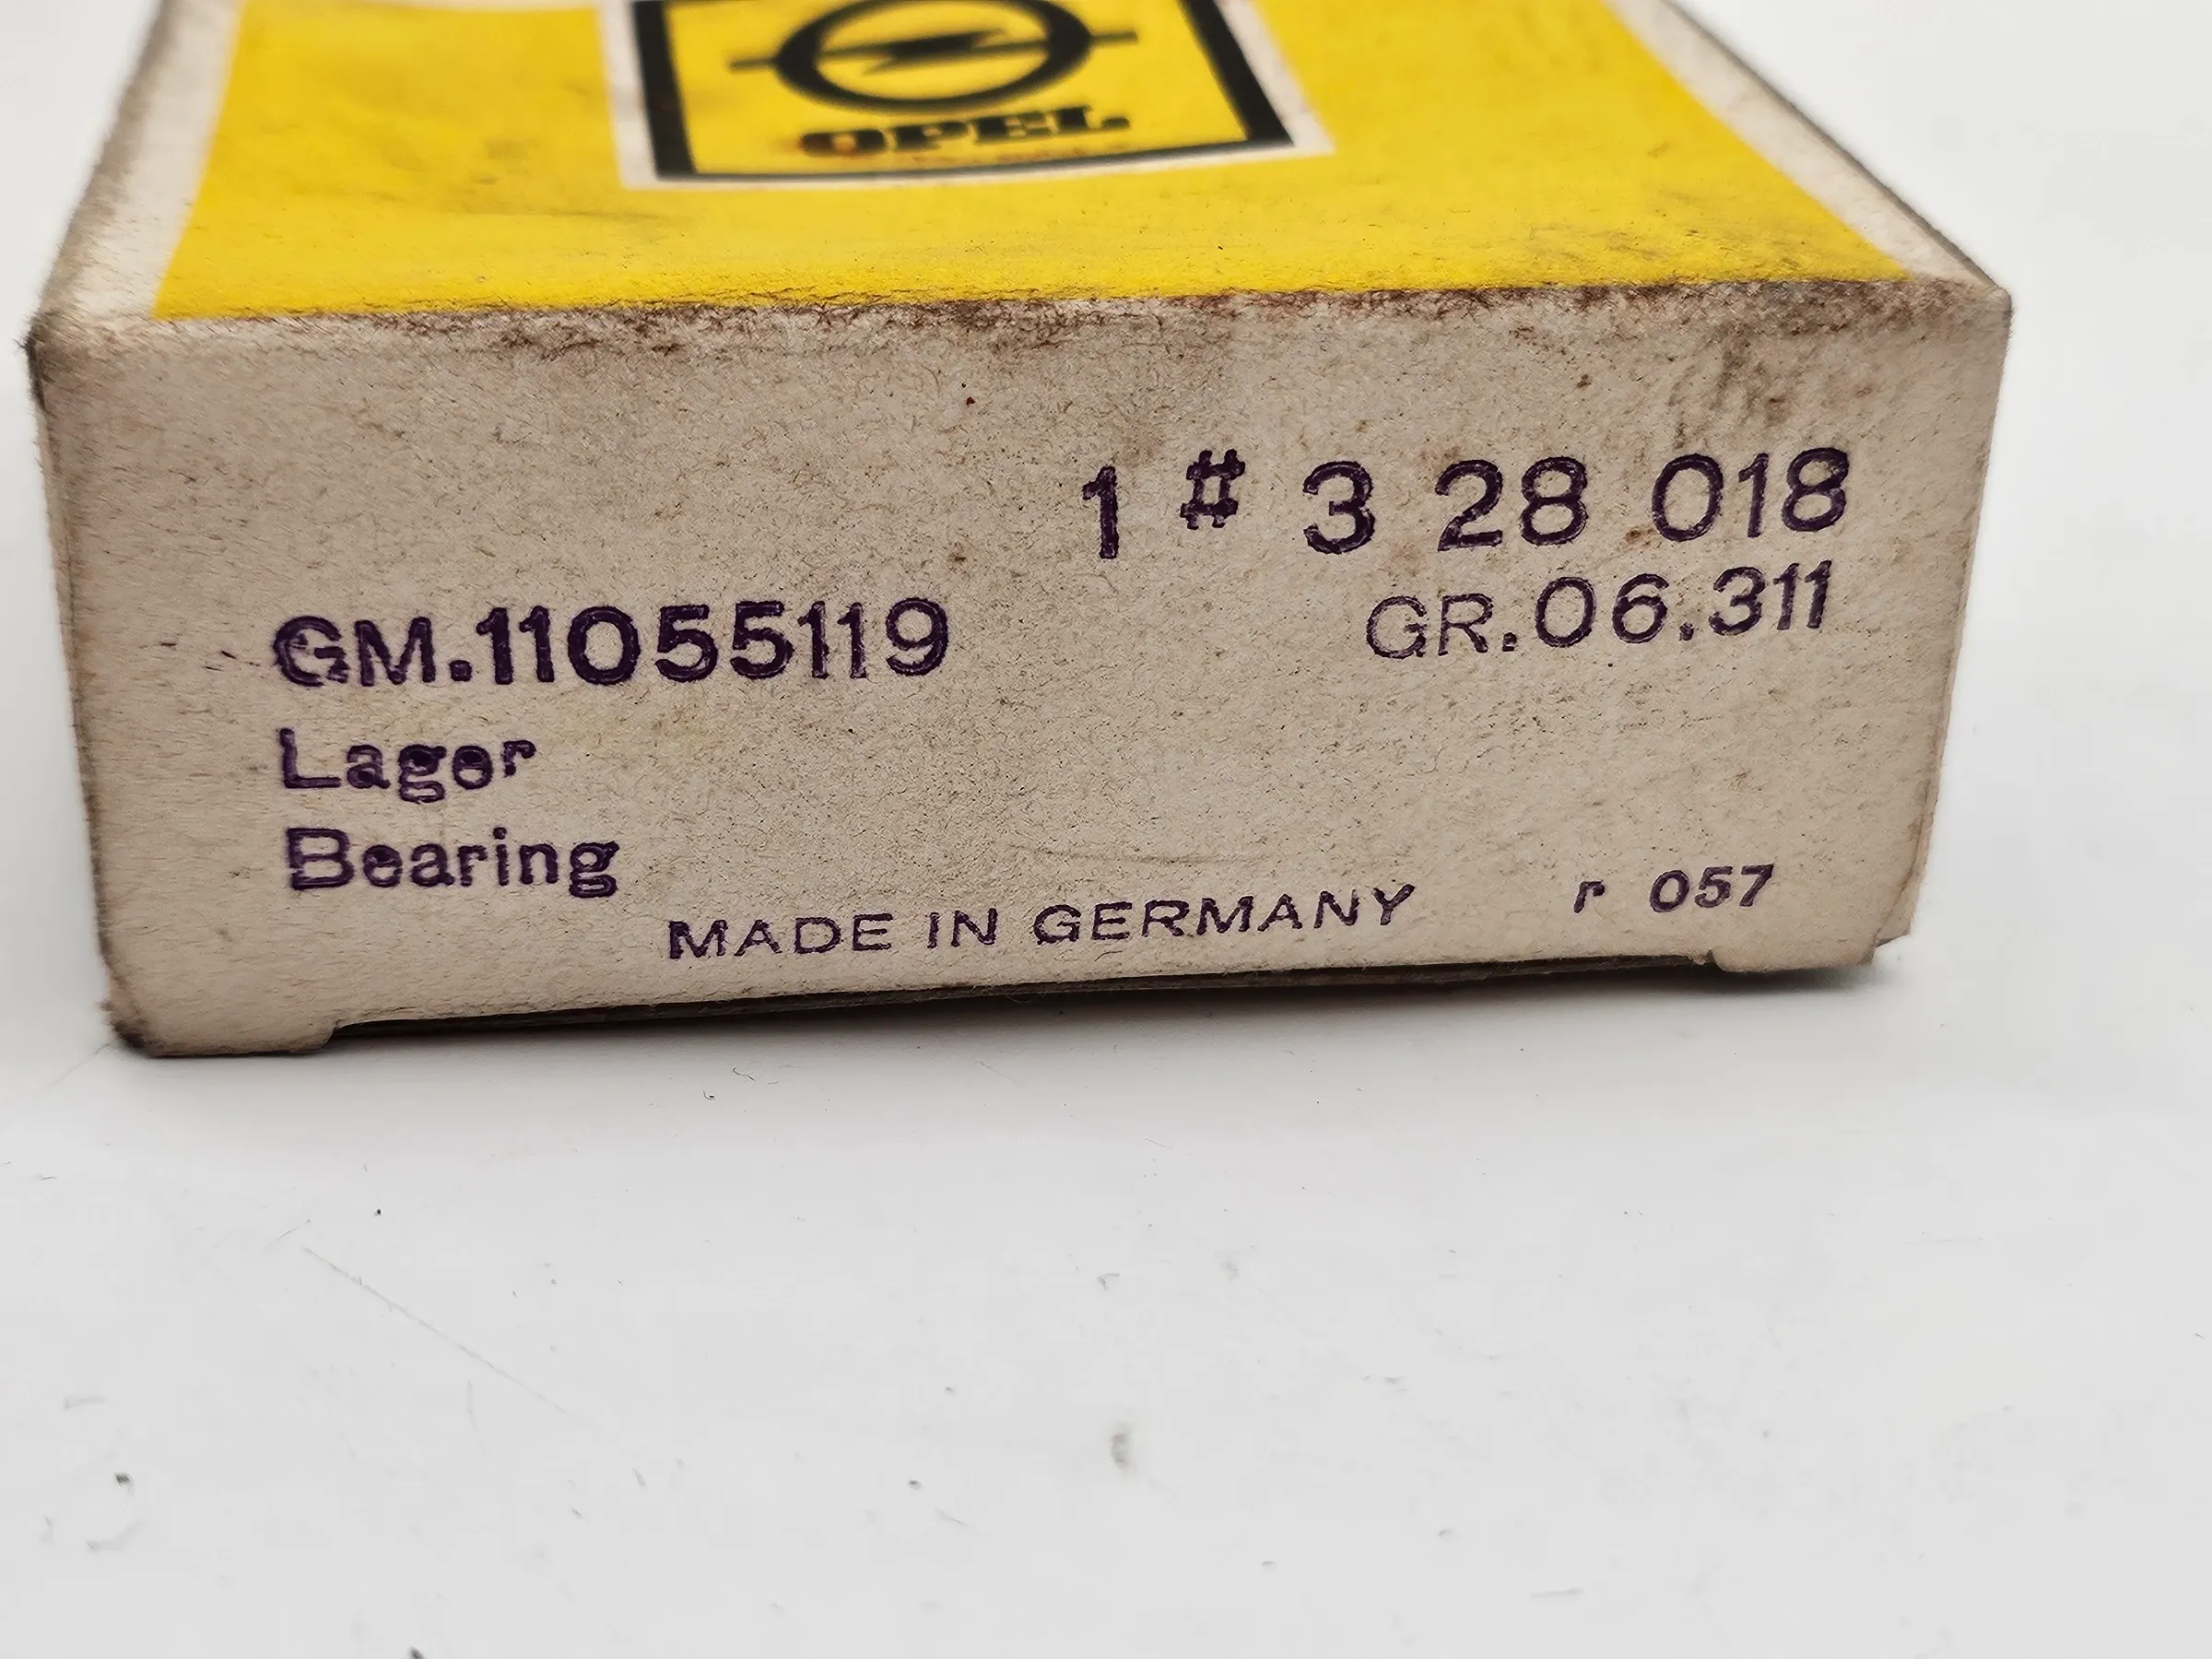 OPEL
1 # 3 28 018
GM.11055119
GR.06.311
Lager
Bearing
MADE IN GERMANY
r 057